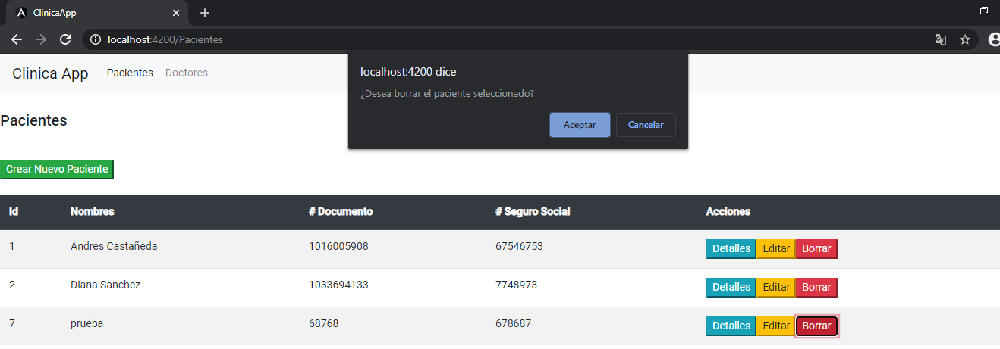 ClinicaApp
localhost:4200/Pacientes
Clinica App Pacientes Doctores
localhost:4200 dice
¿Desea borrar el paciente seleccionado?
Aceptar Cancelar
Pacientes
Crear Nuevo Paciente
Id Nombres # Documento # Seguro Social Acciones
1 Andres Castañeda 1016005908 67546753 Detalles Editar Borrar
2 Diana Sanchez 1033694133 7748973 Detalles Editar Borrar
7 prueba 68768 678687 Detalles Editar Borrar